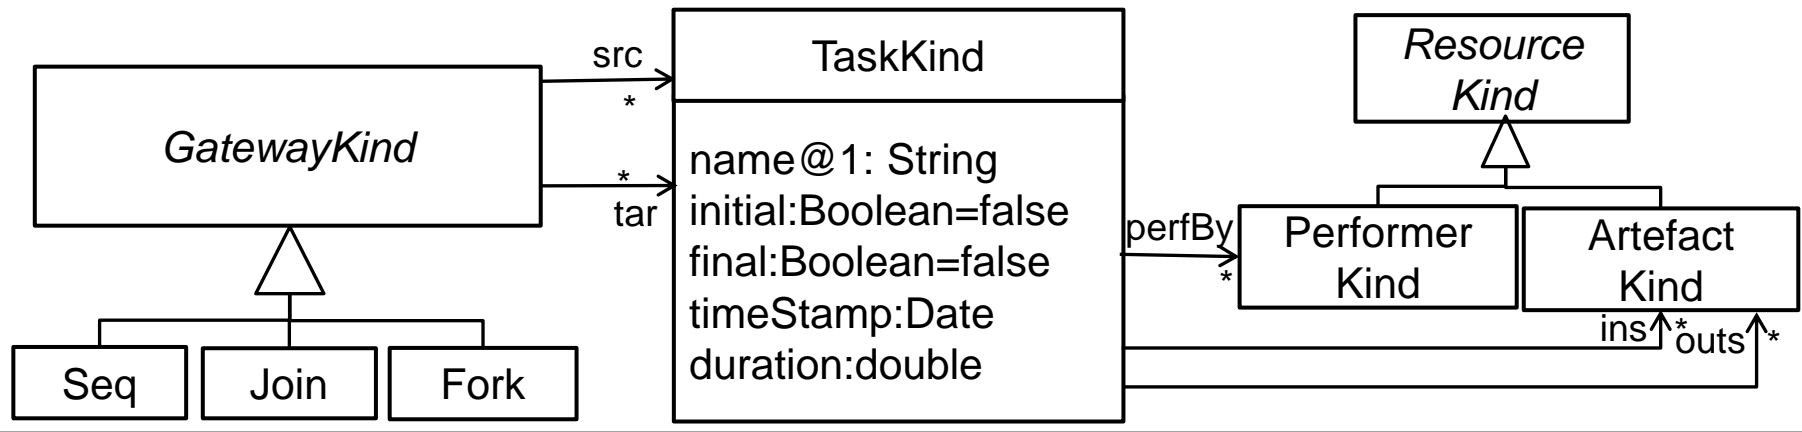 GatewayKind
Seq
Join
Fork
src
*
*
tar
TaskKind
name@1: String
initial:Boolean=false
final:Boolean=false
timeStamp:Date
duration:double
perfBy
*
Resource
Kind
Performer
Kind
Artefact
Kind
ins
*
outs
*